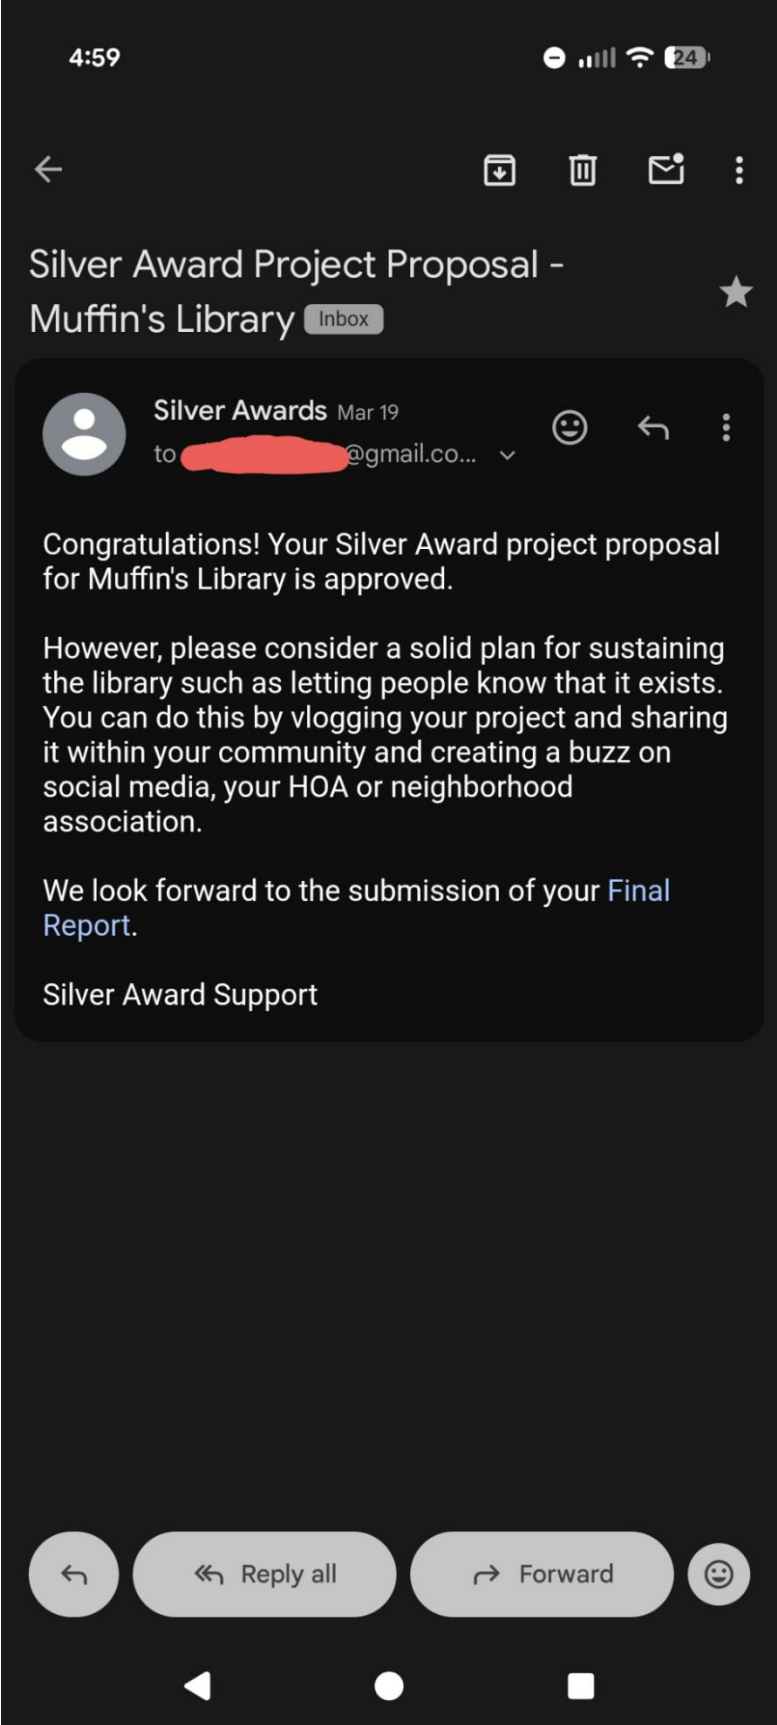 4:59
24
Silver Award Project Proposal -
Muffin's Library Inbox
Silver Awards Mar 19
to @gmail.co...
Congratulations! Your Silver Award project proposal
for Muffin's Library is approved.
However, please consider a solid plan for sustaining
the library such as letting people know that it exists.
You can do this by vlogging your project and sharing
it within your community and creating a buzz on
social media, your HOA or neighborhood
association.
We look forward to the submission of your Final
Report.
Silver Award Support
Reply all
Forward